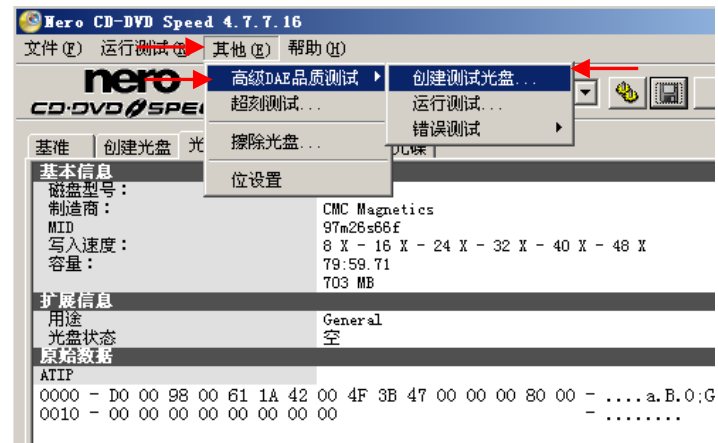 Nero CD-DVD Speed 4.7.7.16
文件(F) 运行测试(R) 其他(E) 帮助(H)
nero
CD·DVD SPE
高级DAE品质测试
创建测试光盘...
超刻测试...
运行测试...
错误测试
擦除光盘...
位设置
基准 创建光盘 光
基本信息
磁盘型号：
制造商： CMC Magnetics
MID 97m26s66f
写入速度： 8 X - 16 X - 24 X - 32 X - 40 X - 48 X
容量： 79:59.71
703 MB
扩展信息
用途 General
光盘状态 空
原始数据
ATIP
0000 - D0 00 98 00 61 1A 42 00 4F 3B 47 00 00 00 80 00 - ....a.B.O;G
0010 - 00 00 00 00 00 00 00 00 - ........